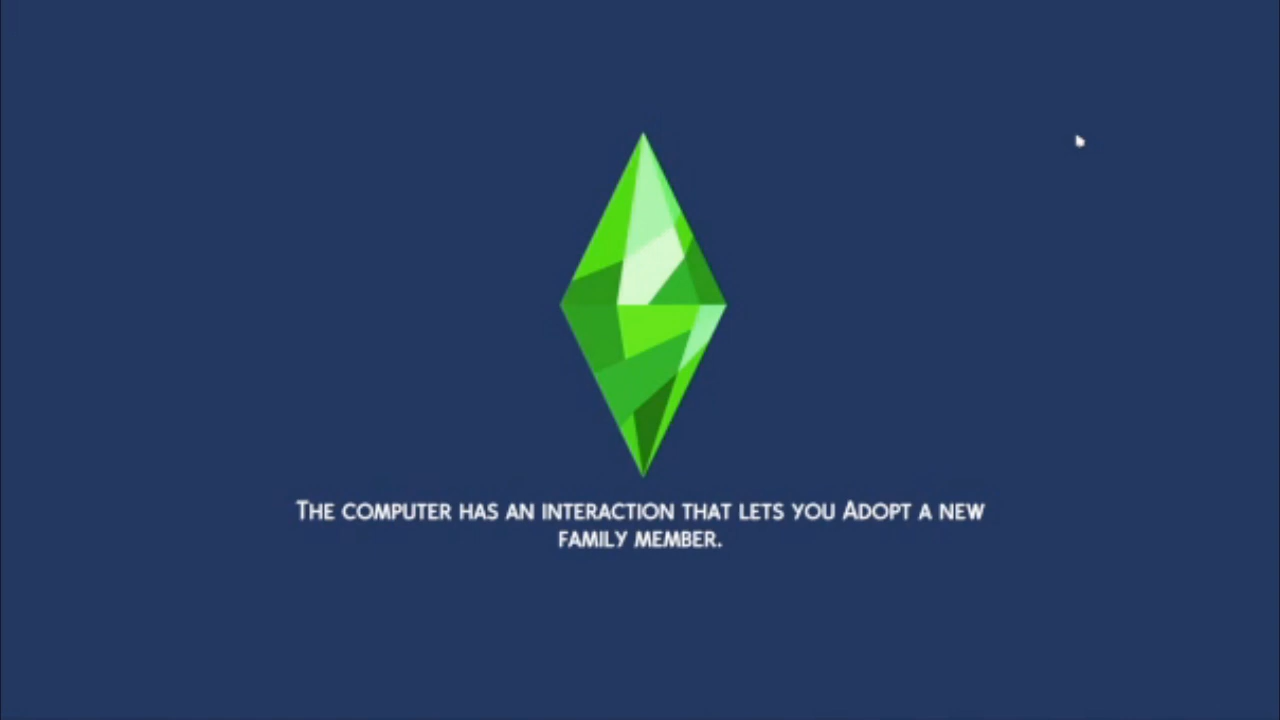 The computer has an interaction that lets you Adopt a new
family member.